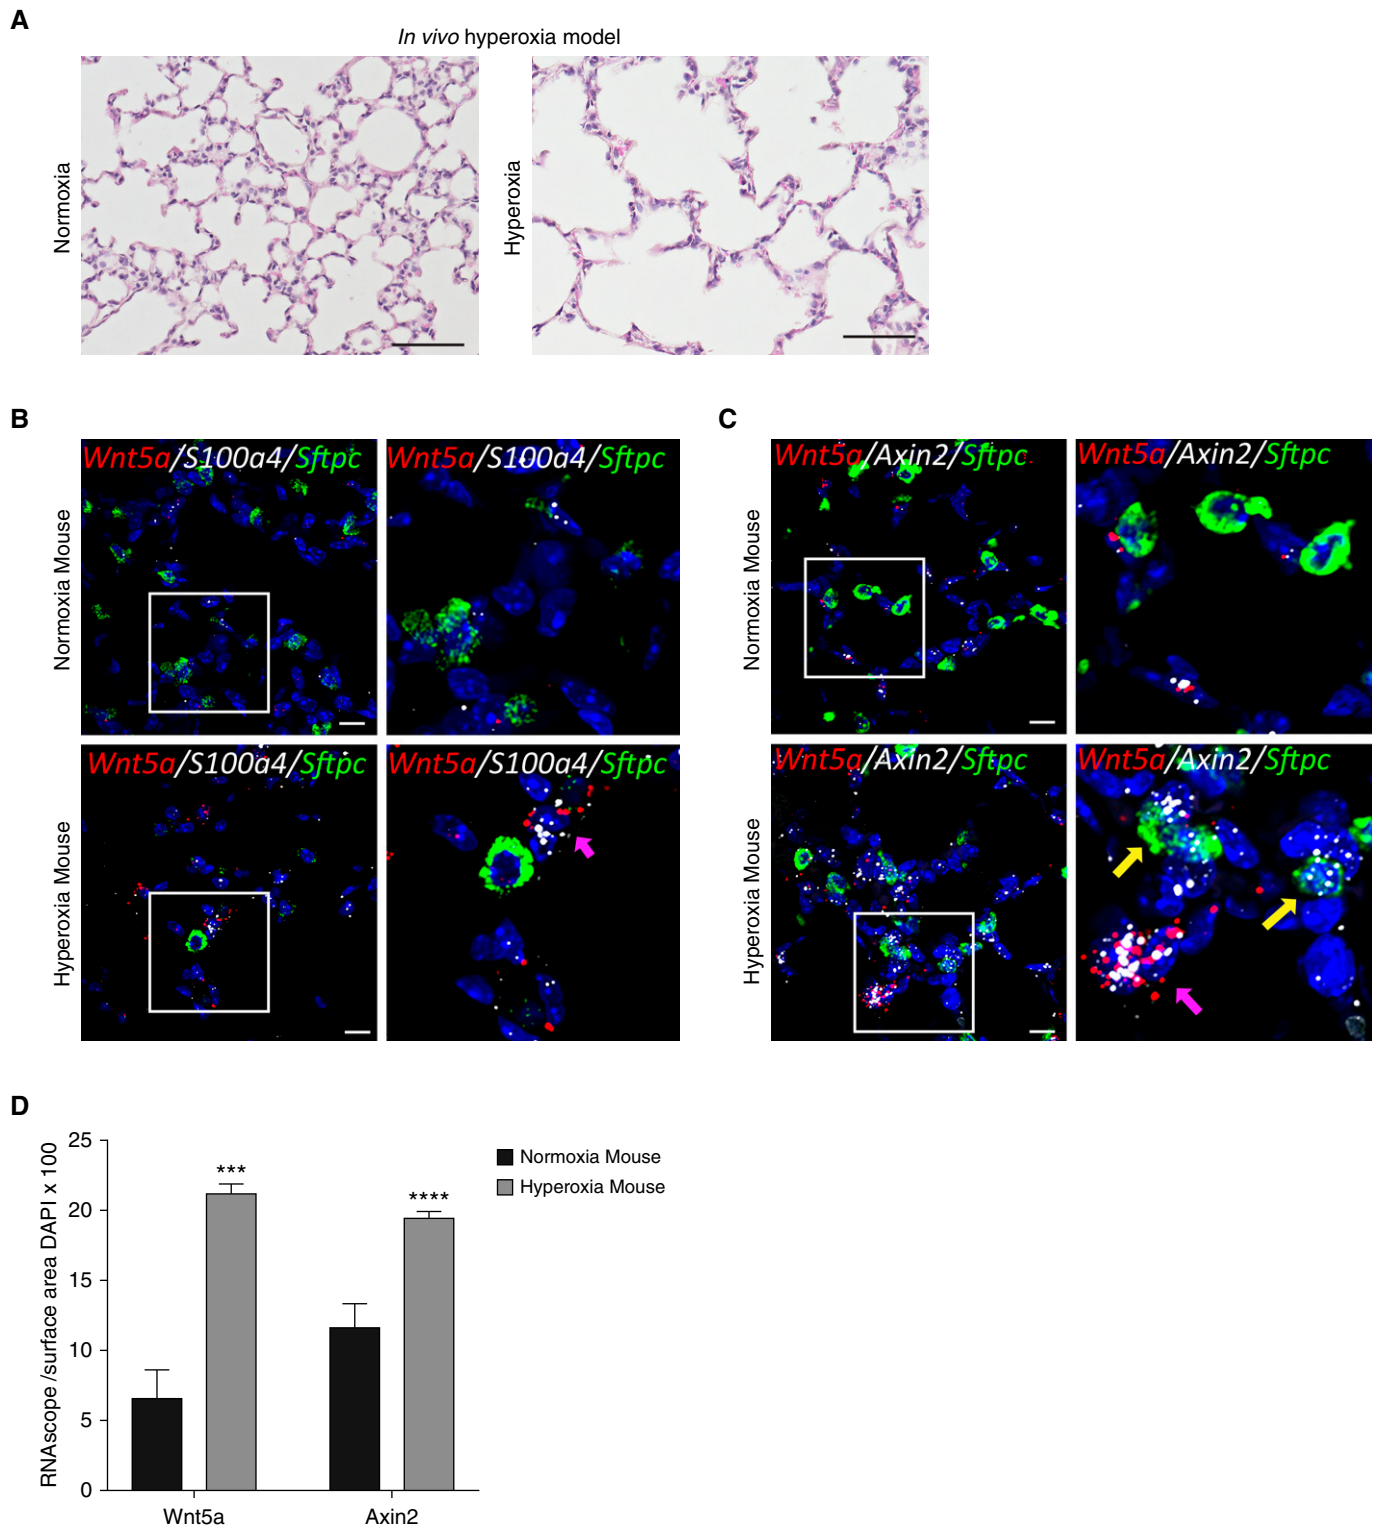 A
In vivo hyperoxia model
Normoxia
Hyperoxia
B
Wnt5a/S100a4/Sftpc
Wnt5a/S100a4/Sftpc
Normoxia Mouse
Wnt5a/S100a4/Sftpc
Wnt5a/S100a4/Sftpc
Hyperoxia Mouse
C
Wnt5a/Axin2/Sftpc
Wnt5a/Axin2/Sftpc
Normoxia Mouse
Wnt5a/Axin2/Sftpc
Wnt5a/Axin2/Sftpc
Hyperoxia Mouse
D
RNAscope /surface area DAPI x 100
25
20
15
10
5
0
***
****
Wnt5a
Axin2
Normoxia Mouse
Hyperoxia Mouse